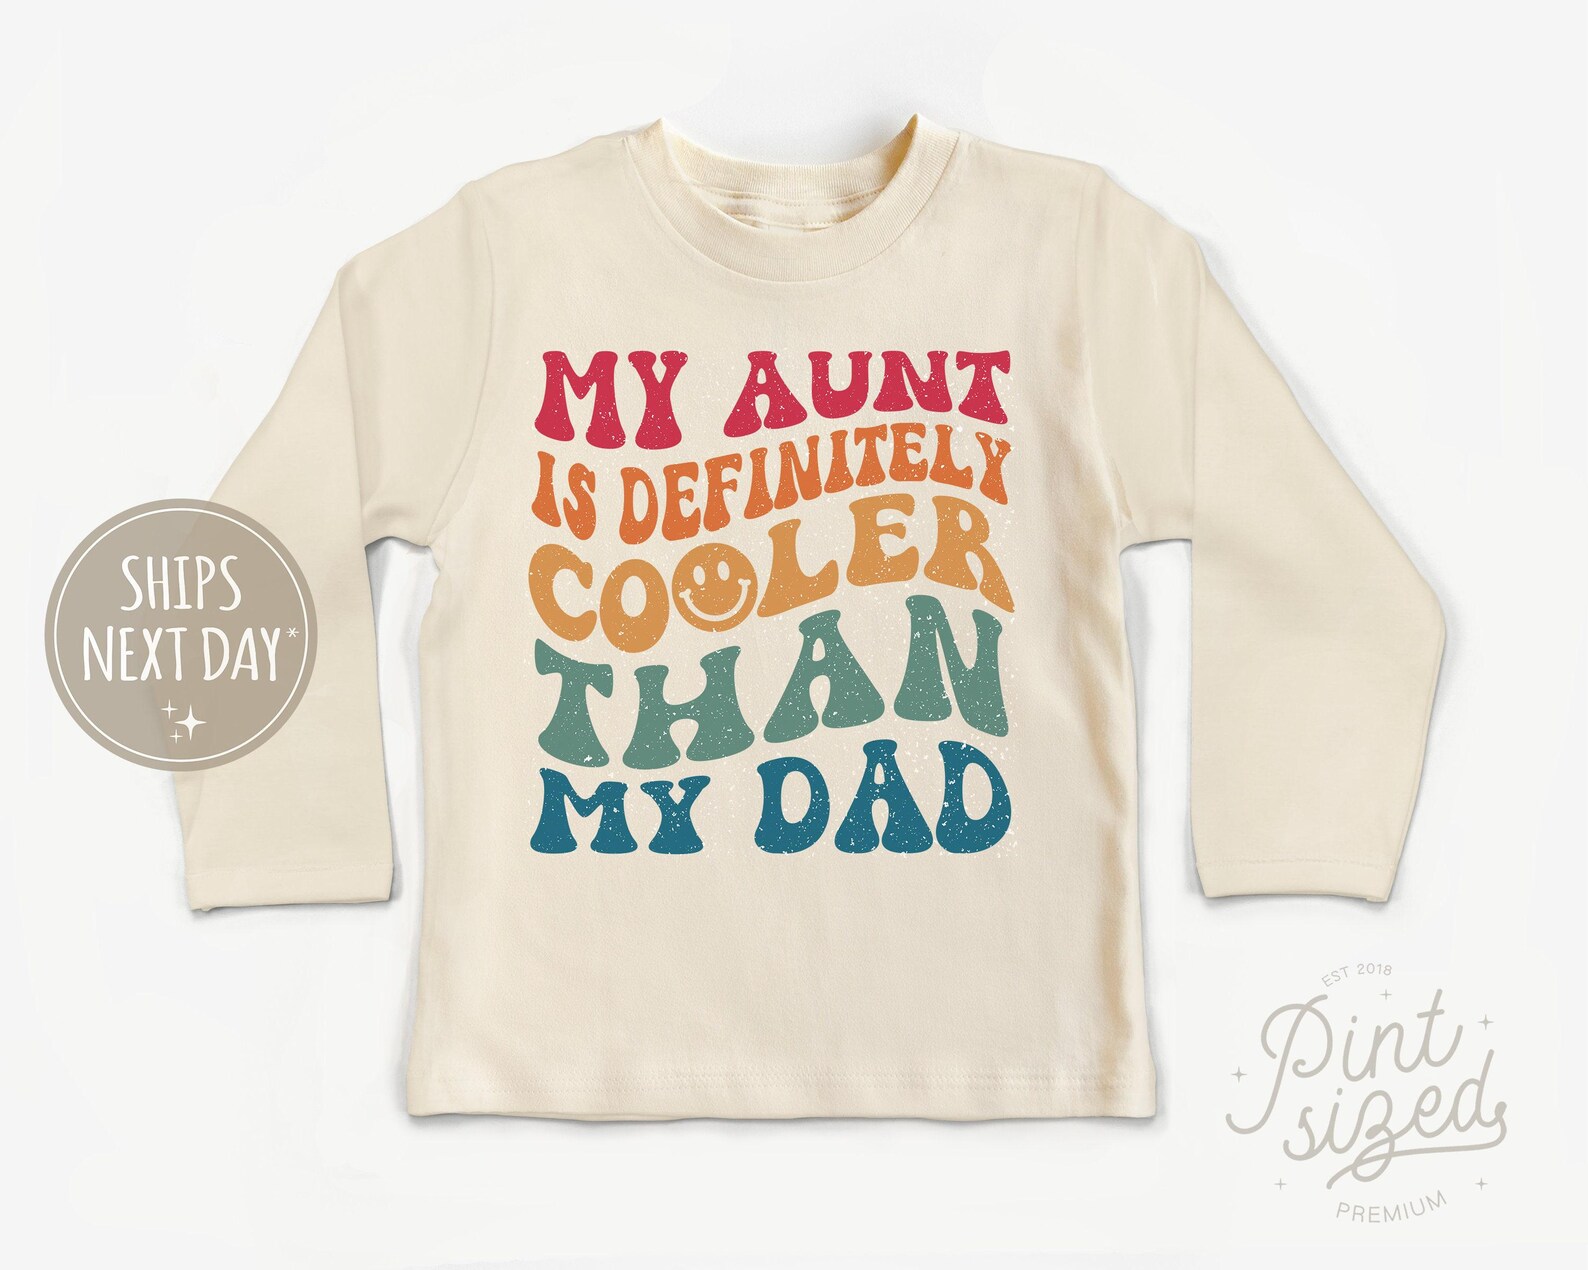 MY AUNT
IS DEFINITELY
COOLER
THAN
MY DAD
SHIPS
NEXT DAY*
EST 2018
Pint
sized
PREMIUM